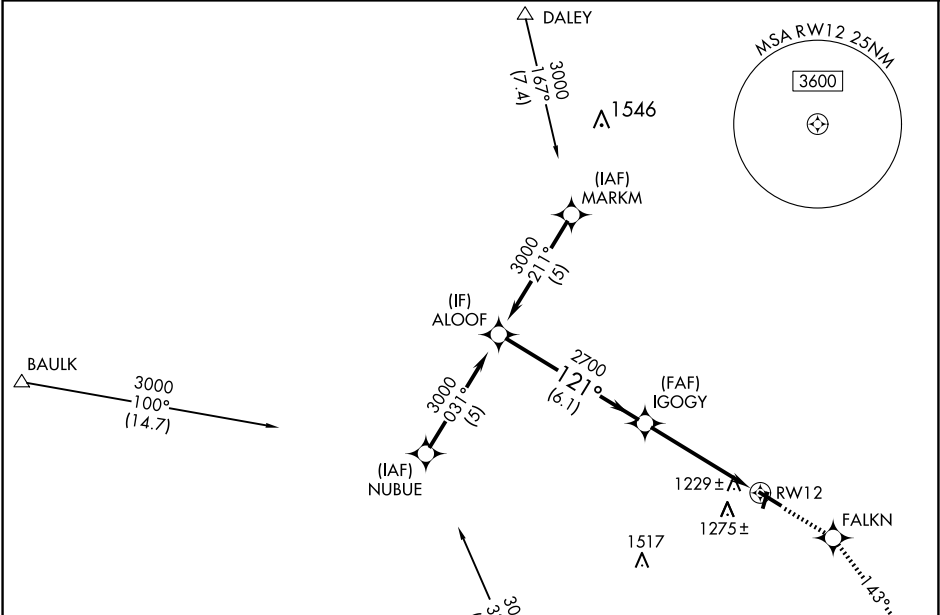 DALEY
3000
167°
(7.4)
1546
MSA RW12 25NM
3600
(IAF)
MARKM
3000
211°
(5)
(IF)
ALOOF
BAULK
3000
100°
(14.7)
2700
121°
(6.1)
(FAF)
IGOGY
3000
031°
(5)
(IAF)
NUBUE
1229±
RW12
1275±
FALKN
1517
143°